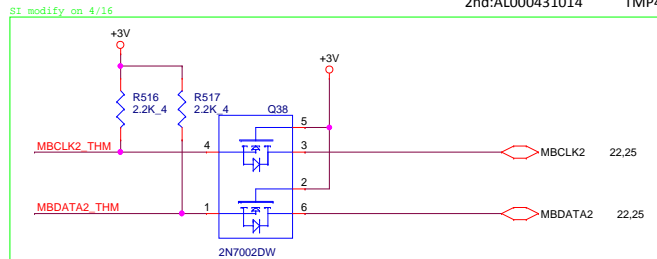 2nd:AL000431014 TMP4
SI modify on 4/16
+3V
+3V
R516 R517 Q38
2.2K_4 2.2K_4
5
MBCLK2_THM 4 3 MBCLK2 22,25
2
MBDATA2_THM 1 6 MBDATA2 22,25
2N7002DW